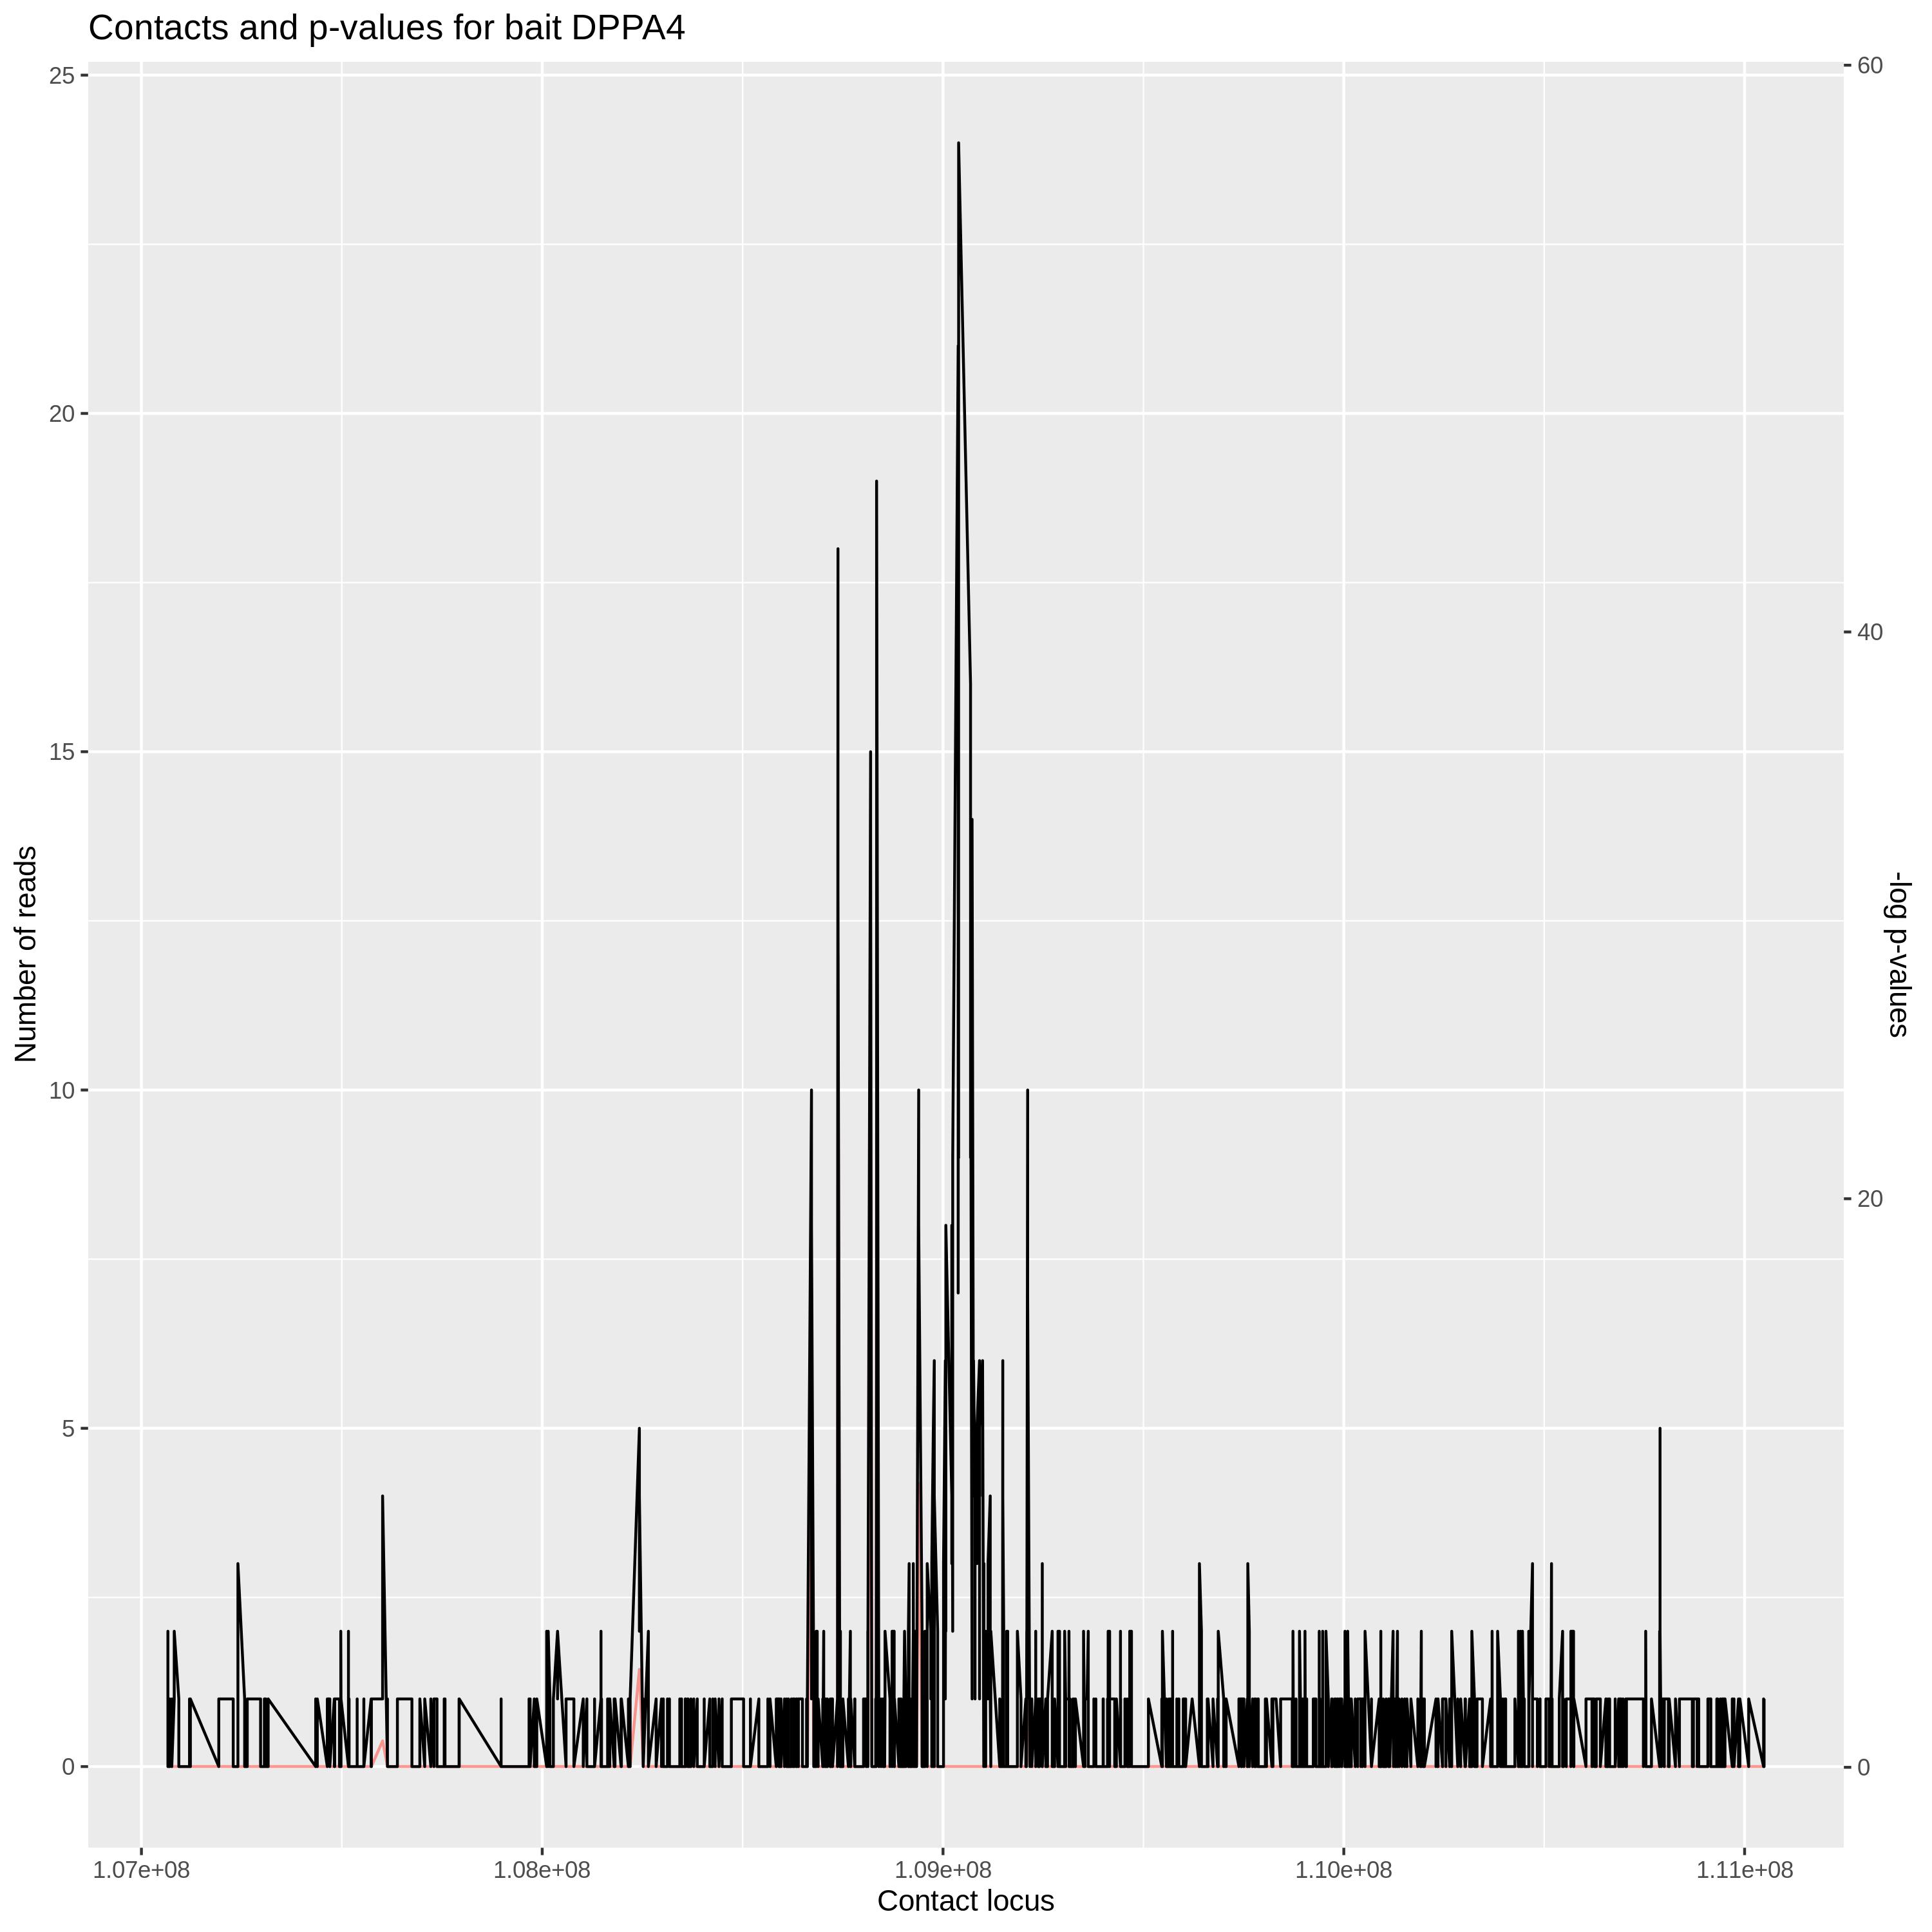 Contacts and p-values for bait DPPA4
25
20
15
10
5
0
60
40
20
0
Number of reads
-log p-values
1.07e+08 1.08e+08 1.09e+08 1.10e+08 1.11e+08
Contact locus